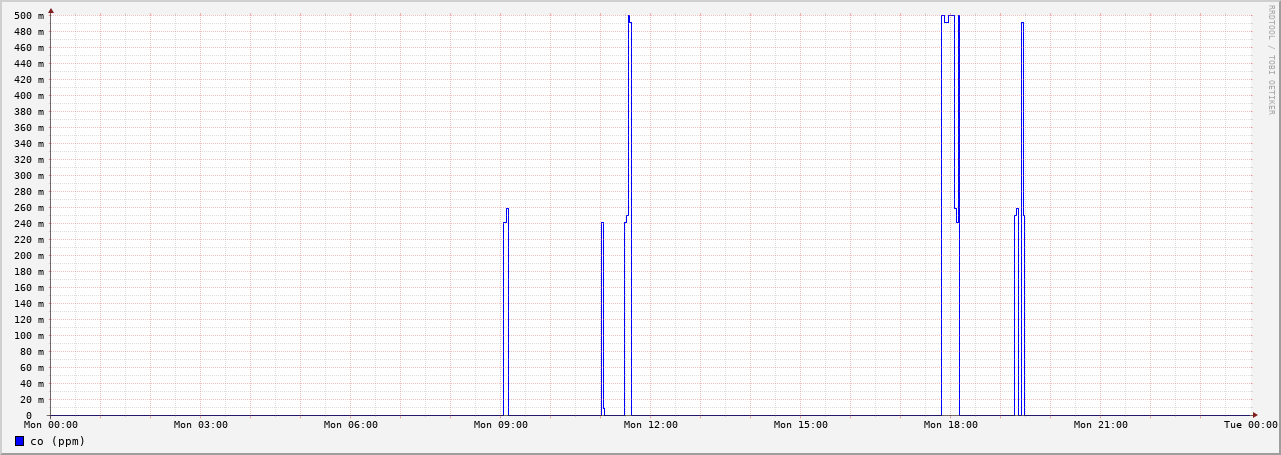 500 m
480 m
460 m
440 m
420 m
400 m
380 m
360 m
340 m
320 m
300 m
280 m
260 m
240 m
220 m
200 m
180 m
160 m
140 m
120 m
100 m
80 m
60 m
40 m
20 m
0
Mon 00:00 Mon 03:00 Mon 06:00 Mon 09:00 Mon 12:00 Mon 15:00 Mon 18:00 Mon 21:00 Tue 00:00
co (ppm)
RRDTOOL / TOBI OETIKER